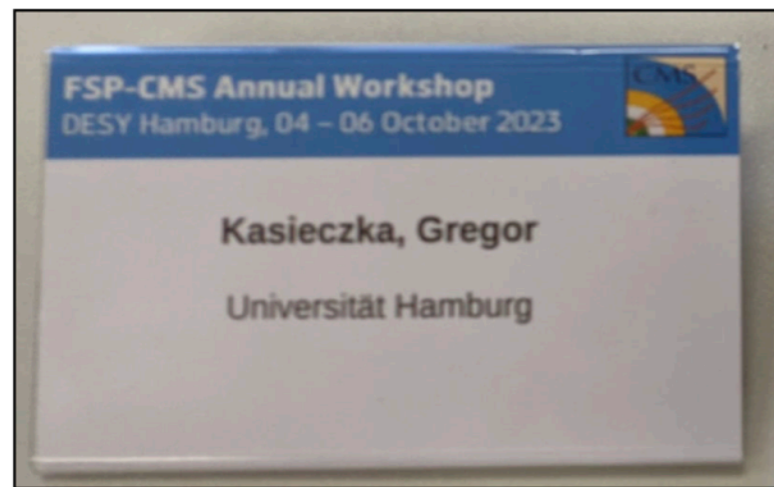 FSP-CMS Annual Workshop
DESY Hamburg, 04 – 06 October 2023
CMS
Kasieczka, Gregor
Universität Hamburg